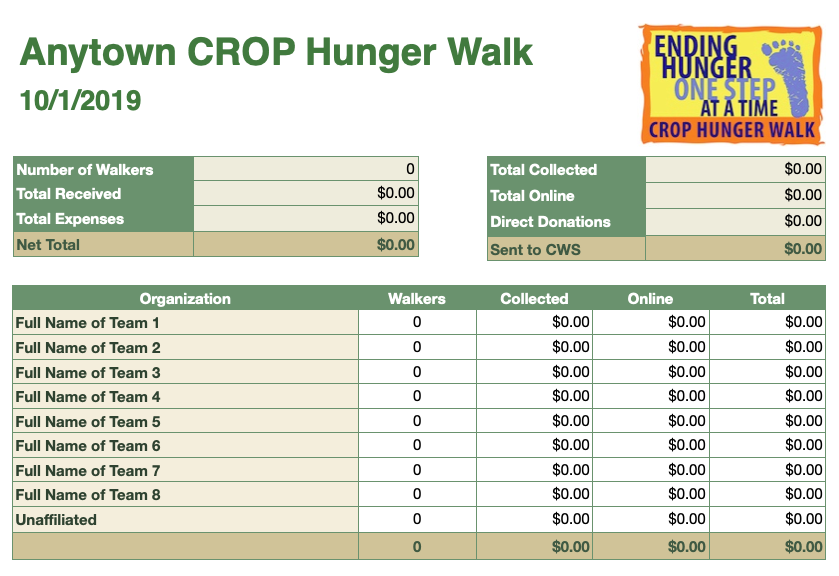 Anytown CROP Hunger Walk
10/1/2019
ENDING
HUNGER
ONE STEP
AT A TIME
CROP HUNGER WALK
Number of Walkers 0
Total Received $0.00
Total Expenses $0.00
Net Total $0.00
Total Collected $0.00
Total Online $0.00
Direct Donations $0.00
Sent to CWS $0.00
Organization Walkers Collected Online Total
Full Name of Team 1 0 $0.00 $0.00 $0.00
Full Name of Team 2 0 $0.00 $0.00 $0.00
Full Name of Team 3 0 $0.00 $0.00 $0.00
Full Name of Team 4 0 $0.00 $0.00 $0.00
Full Name of Team 5 0 $0.00 $0.00 $0.00
Full Name of Team 6 0 $0.00 $0.00 $0.00
Full Name of Team 7 0 $0.00 $0.00 $0.00
Full Name of Team 8 0 $0.00 $0.00 $0.00
Unaffiliated 0 $0.00 $0.00 $0.00
0 $0.00 $0.00 $0.00